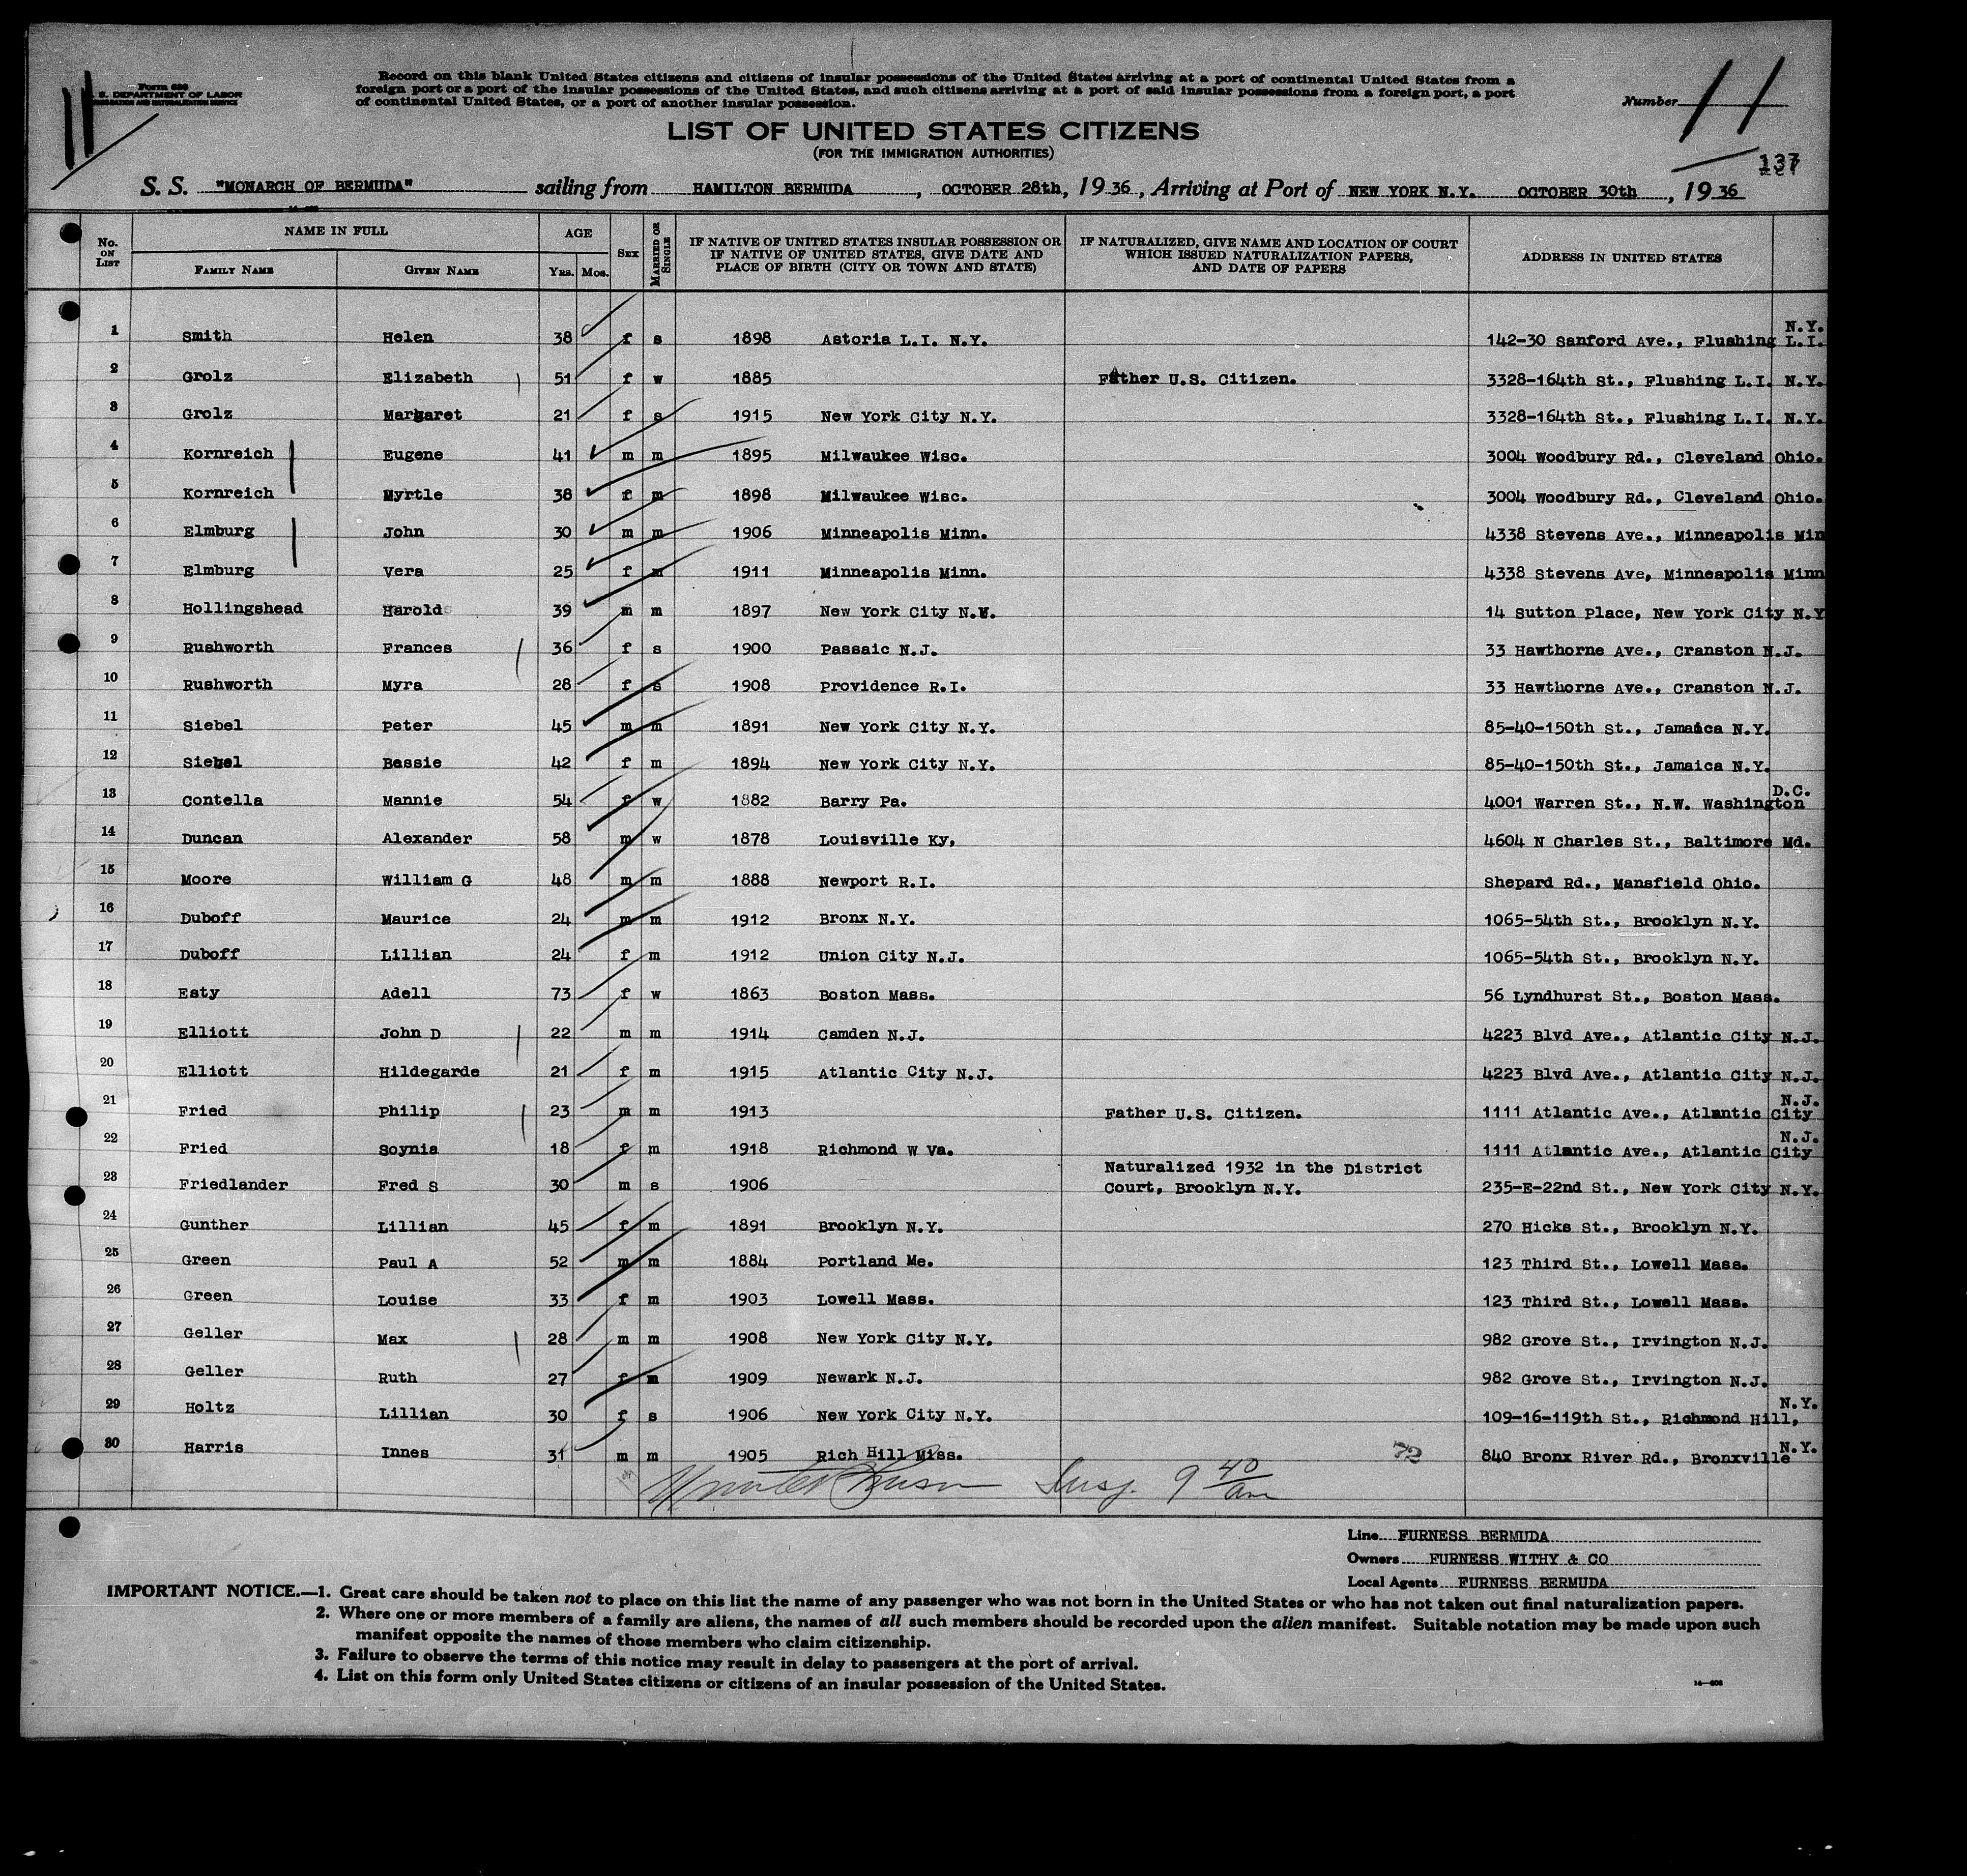 Form 630
U. S. DEPARTMENT OF LABOR
IMMIGRATION AND NATURALIZATION SERVICE
11
Record on this blank United States citizens and citizens of insular possessions of the United States arriving at a port of continental United States from a
foreign port or a port of the insular possessions of the United States, and such citizens arriving at a port of said insular possessions from a foreign port, a port
of continental United States, or a port of another insular possession.
Number 11
LIST OF UNITED STATES CITIZENS
(FOR THE IMMIGRATION AUTHORITIES)
137
S. S. "MONARCH OF BERMUDA" sailing from HAMILTON BERMUDA, OCTOBER 28th, 19 36, Arriving at Port of NEW YORK N.Y. OCTOBER 30th, 19 36
No. ON LIST NAME IN FULL FAMILY NAME GIVEN NAME AGE YRS. MOS. SEX MARRIED OR SINGLE
IF NATIVE OF UNITED STATES INSULAR POSSESSION OR
IF NATIVE OF UNITED STATES, GIVE DATE AND
PLACE OF BIRTH (CITY OR TOWN AND STATE)
IF NATURALIZED, GIVE NAME AND LOCATION OF COURT
WHICH ISSUED NATURALIZATION PAPERS,
AND DATE OF PAPERS
ADDRESS IN UNITED STATES
1 Smith Helen 38 f s 1898 Astoria L.I. N.Y. 142-30 Sanford Ave., Flushing L.I. N.Y.
2 Grolz Elizabeth 51 f w 1885 Father U.S. Citizen. 3328-164th St., Flushing L.I. N.Y.
3 Grolz Margaret 21 f s 1915 New York City N.Y. 3328-164th St., Flushing L.I. N.Y.
4 Kornreich Eugene 41 m m 1895 Milwaukee Wisc. 3004 Woodbury Rd., Cleveland Ohio.
5 Kornreich Myrtle 38 f m 1898 Milwaukee Wisc. 3004 Woodbury Rd., Cleveland Ohio.
6 Elmburg John 30 m m 1906 Minneapolis Minn. 4338 Stevens Ave., Minneapolis Min
7 Elmburg Vera 25 f m 1911 Minneapolis Minn. 4338 Stevens Ave, Minneapolis Minn
8 Hollingshead Harold 39 m m 1897 New York City N.Y. 14 Sutton Place, New York City N.Y
9 Rushworth Frances 36 f s 1900 Passaic N.J. 33 Hawthorne Ave., Cranston N.J.
10 Rushworth Myra 28 f s 1908 Providence R.I. 33 Hawthorne Ave., Cranston N.J.
11 Siebel Peter 45 m m 1891 New York City N.Y. 85-40-150th St., Jamaica N.Y.
12 Siebel Bessie 42 f m 1894 New York City N.Y. 85-40-150th St., Jamaica N.Y.
13 Contella Mannie 54 f w 1882 Barry Pa. 4001 Warren St., N.W. Washington D.C.
14 Duncan Alexander 58 m w 1878 Louisville Ky, 4604 N Charles St., Baltimore Md.
15 Moore William G 48 m m 1888 Newport R.I. Shepard Rd., Mansfield Ohio.
16 Duboff Maurice 24 m m 1912 Bronx N.Y. 1065-54th St., Brooklyn N.Y.
17 Duboff Lillian 24 f m 1912 Union City N.J. 1065-54th St., Brooklyn N.Y.
18 Esty Adell 73 f w 1863 Boston Mass. 56 Lyndhurst St., Boston Mass.
19 Elliott John D 22 m m 1914 Camden N.J. 4223 Blvd Ave., Atlantic City N.J.
20 Elliott Hildegarde 21 f m 1915 Atlantic City N.J. 4223 Blvd Ave., Atlantic City N.J.
21 Fried Philip 23 m m 1913 Father U.S. Citizen. 1111 Atlantic Ave., Atlantic City N.J.
22 Fried Soynia 18 f m 1918 Richmond W Va. 1111 Atlantic Ave., Atlantic City N.J.
23 Friedlander Fred S 30 m s 1906 Naturalized 1932 in the District Court, Brooklyn N.Y. 235-E-22nd St., New York City N.Y.
24 Gunther Lillian 45 f m 1891 Brooklyn N.Y. 270 Hicks St., Brooklyn N.Y.
25 Green Paul A 52 m m 1884 Portland Me. 123 Third St., Lowell Mass.
26 Green Louise 33 f m 1903 Lowell Mass. 123 Third St., Lowell Mass.
27 Geller Max 28 m m 1908 New York City N.Y. 982 Grove St., Irvington N.J.
28 Geller Ruth 27 f m 1909 Newark N.J. 982 Grove St., Irvington N.J.
29 Holtz Lillian 30 f s 1906 New York City N.Y. 109-16-119th St., Richmond Hill, N.Y.
30 Harris Innes 31 m m 1905 Rich Hill Miss. 840 Bronx River Rd., Bronxville N.Y.
Insp. 9 40 am
Line FURNESS BERMUDA
Owners FURNESS WITHY & CO
Local Agents FURNESS BERMUDA
IMPORTANT NOTICE.—1. Great care should be taken not to place on this list the name of any passenger who was not born in the United States or who has not taken out final naturalization papers.
2. Where one or more members of a family are aliens, the names of all such members should be recorded upon the alien manifest. Suitable notation may be made upon such
manifest opposite the names of those members who claim citizenship.
3. Failure to observe the terms of this notice may result in delay to passengers at the port of arrival.
4. List on this form only United States citizens or citizens of an insular possession of the United States.